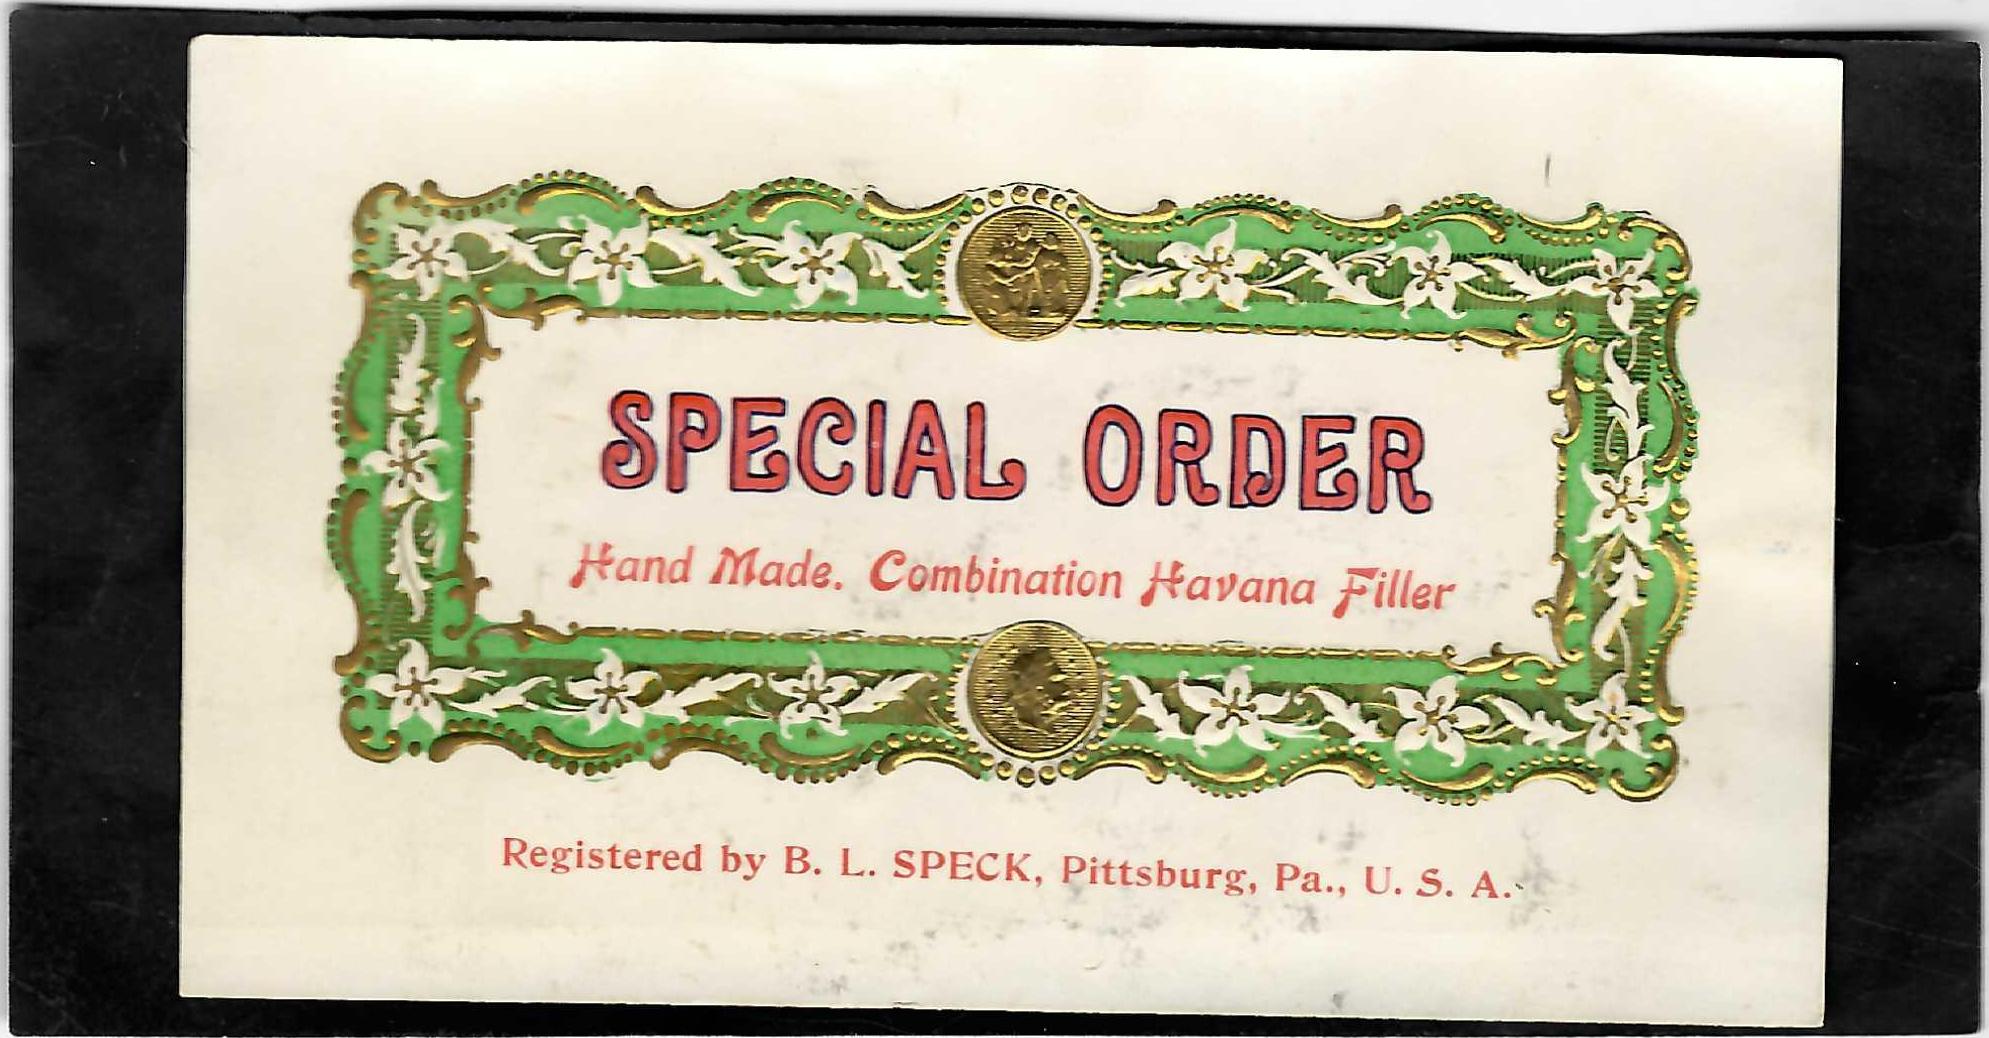 SPECIAL ORDER
Hand Made. Combination Havana Filler
Registered by B. L. SPECK, Pittsburg, Pa., U. S. A.